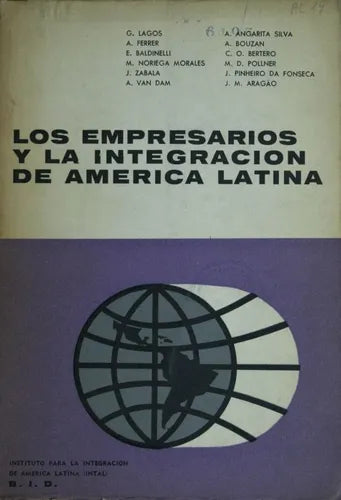 G. LAGOS
A. FERRER
E. BALDINELLI
M. NORIEGA MORALES
J. ZABALA
A. VAN DAM
A. ANGARITA SILVA
A. BOUZAN
C. O. BERTERO
M. D. POLLNER
J. PINHEIRO DA FONSECA
J. M. ARAGÃO
LOS EMPRESARIOS
Y LA INTEGRACION
DE AMERICA LATINA
INSTITUTO PARA LA INTEGRACION
DE AMERICA LATINA (INTAL)
B. I. D.